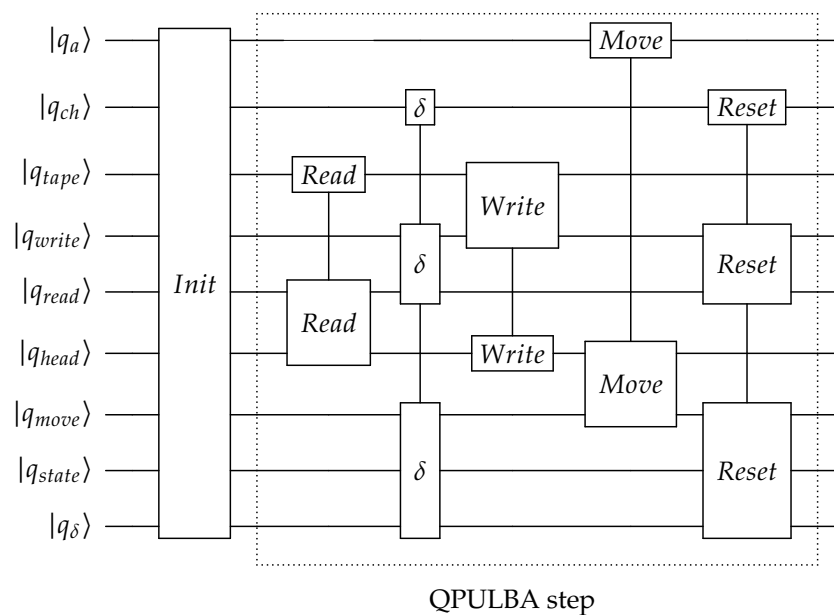 |q_a⟩ Move
|q_ch⟩ δ Reset
|q_tape⟩ Read Write
|q_write⟩ δ Reset
|q_read⟩ Init Read
|q_head⟩ Write Move
|q_move⟩
|q_state⟩ δ Reset
|q_δ⟩
QPULBA step